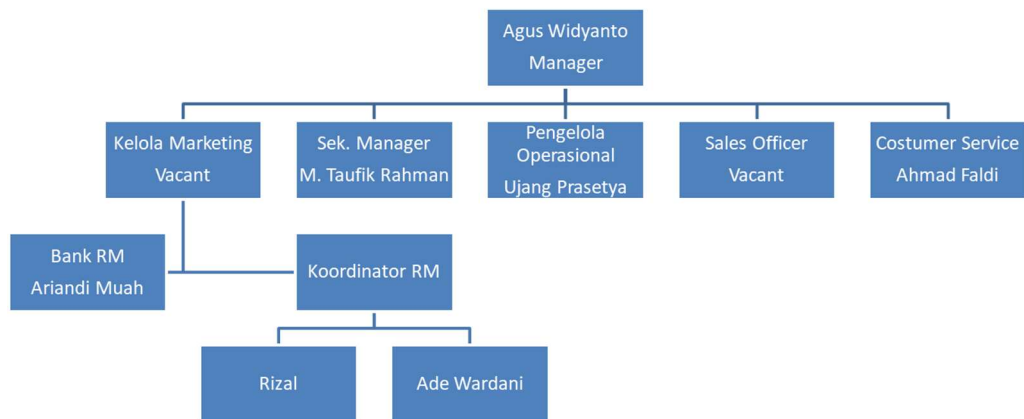 Agus Widyanto
Manager
Kelola Marketing
Vacant
Sek. Manager
M. Taufik Rahman
Pengelola
Operasional
Ujang Prasetya
Sales Officer
Vacant
Costumer Service
Ahmad Faldi
Bank RM
Ariandi Muah
Koordinator RM
Rizal
Ade Wardani